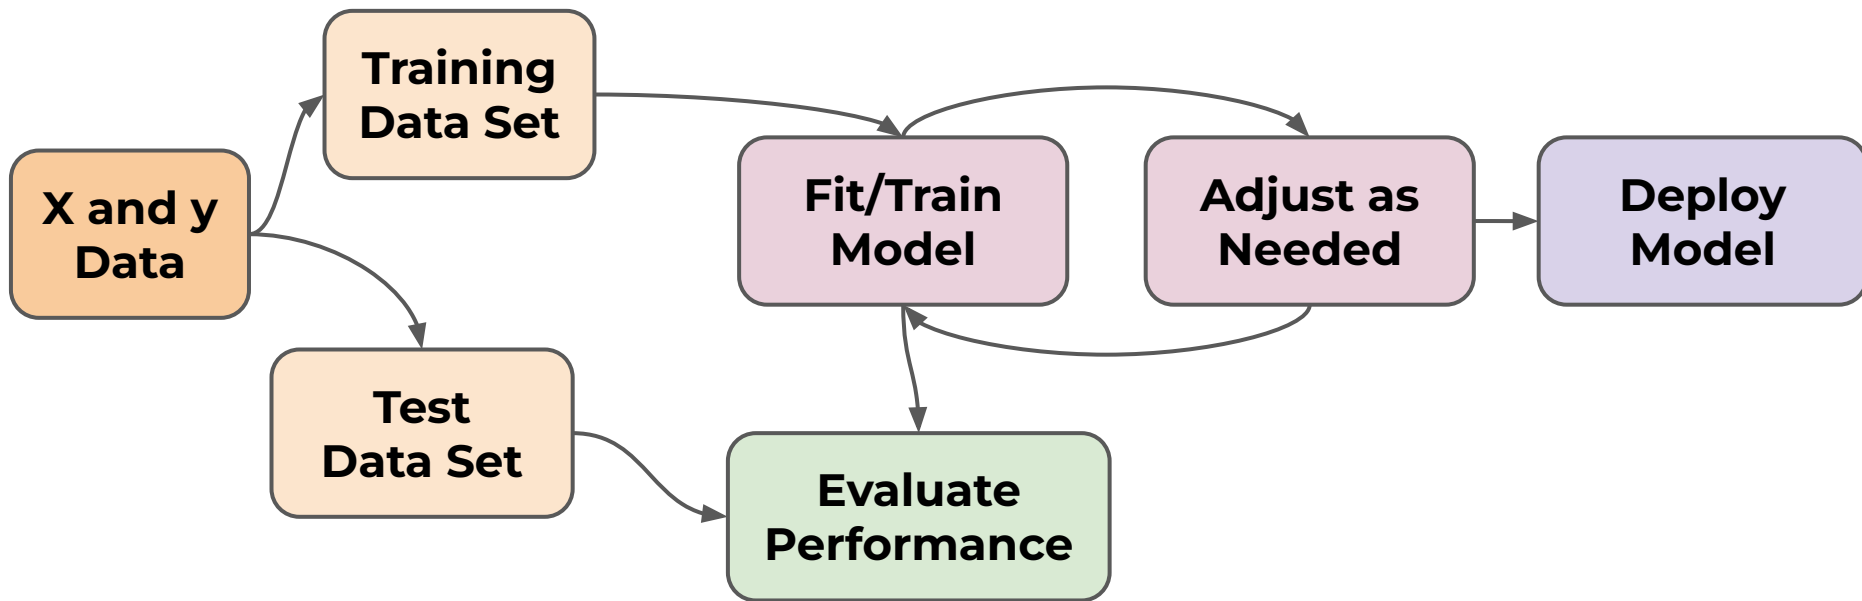 Training
Data Set
X and y
Data
Fit/Train
Model
Adjust as
Needed
Deploy
Model
Test
Data Set
Evaluate
Performance